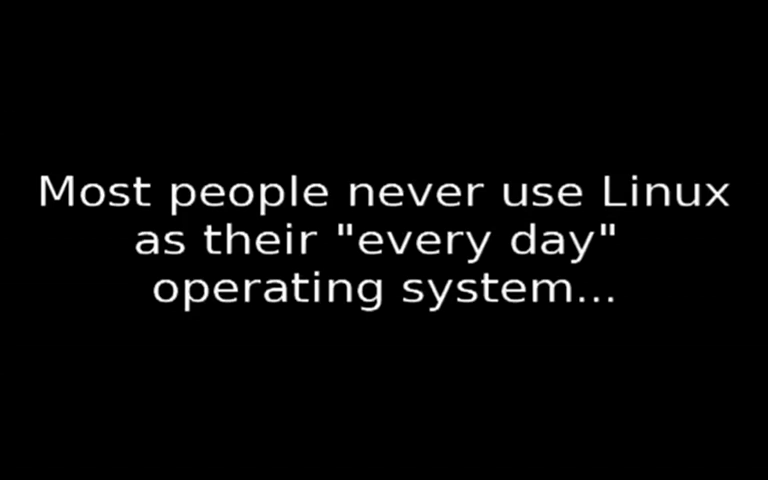 Most people never use Linux
as their "every day"
operating system...